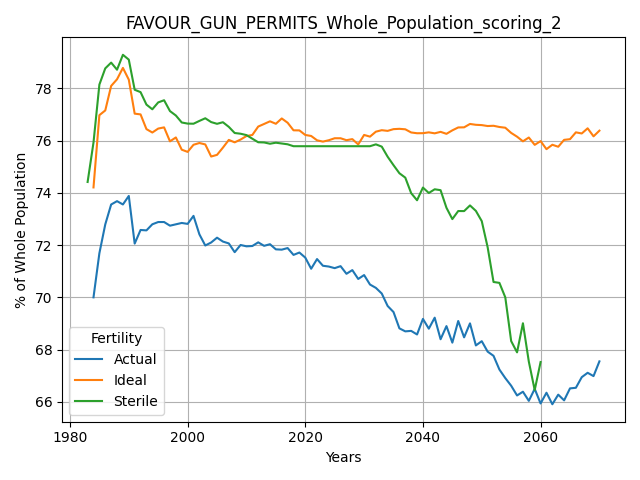 FAVOUR_GUN_PERMITS_Whole_Population_scoring_2
% of Whole Population
78
76
74
72
70
68
66
Fertility
Actual
Ideal
Sterile
1980
2000
2020
2040
2060
Years